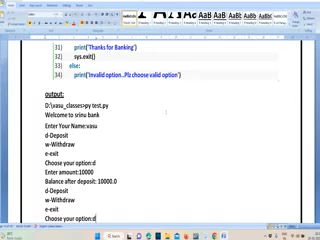 31) print('Thanks for Banking')
32) sys.exit()
33) else:
34) print('Invalid option..Plz choose valid option')
output:
D:\vasu_classes>py test.py
Welcome to srinu bank
Enter Your Name:vasu
d-Deposit
w-Withdraw
e-exit
Choose your option:d
Enter amount:10000
Balance after deposit: 10000.0
d-Deposit
w-Withdraw
e-exit
Choose your option:d